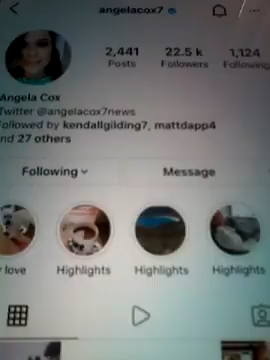 angelacox7
2,441 22.5 k 1,124
Posts Followers Following
Angela Cox
Twitter @angelacox7news
Followed by kendallgilding7, mattdapp4
nd 27 others
Following Message
love Highlights Highlights Highlights